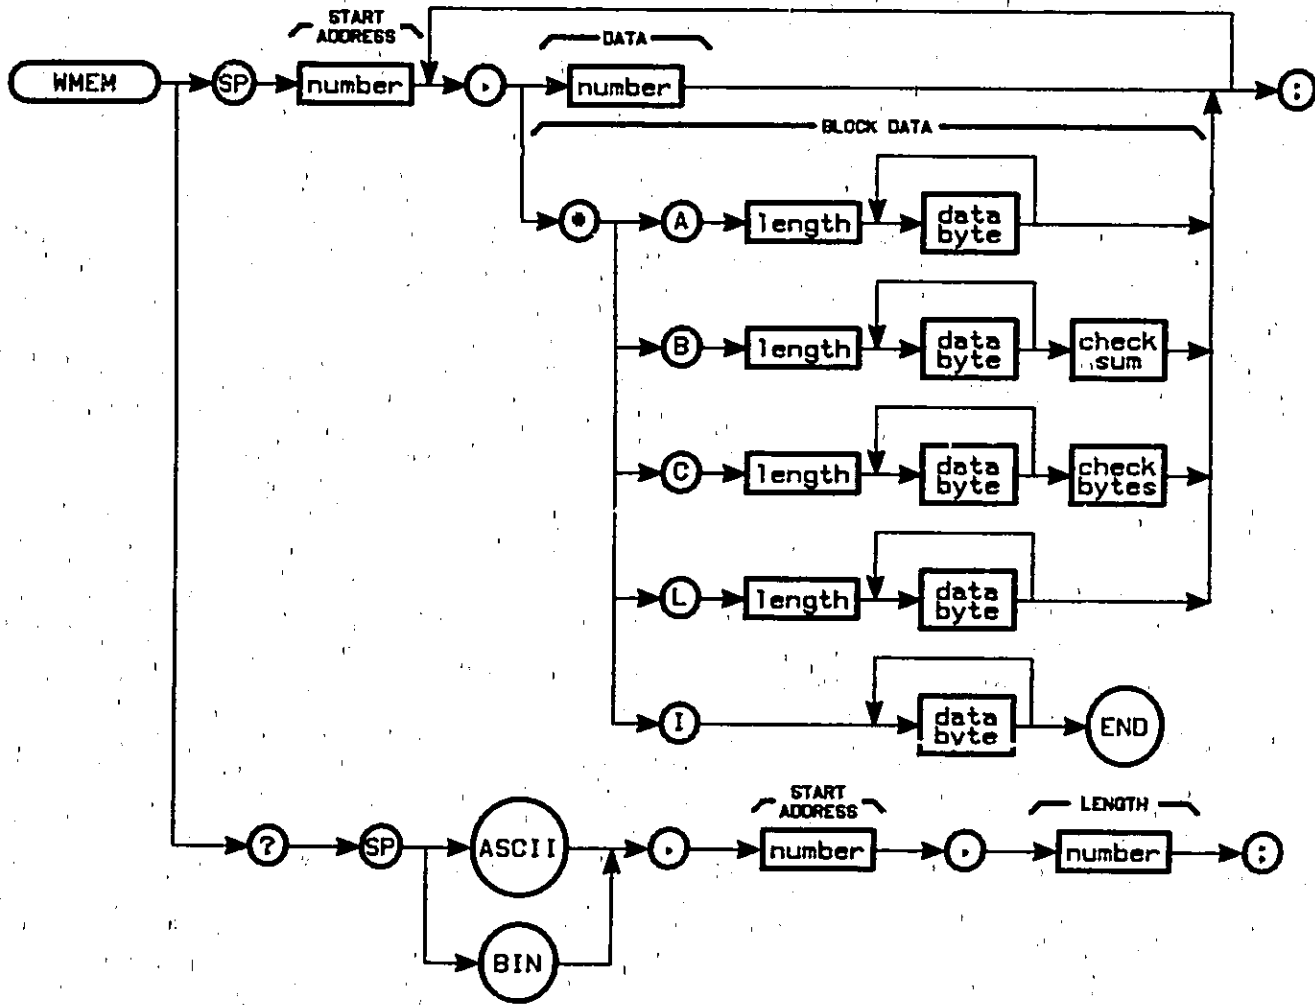 START
ADDRESS
DATA
WMEM SP number , number ;
BLOCK DATA
# A length data
byte
B length data
byte check
sum
C length data
byte check
bytes
L length data
byte
I data
byte END
START
ADDRESS
LENGTH
? SP ASCII , number , number ;
BIN